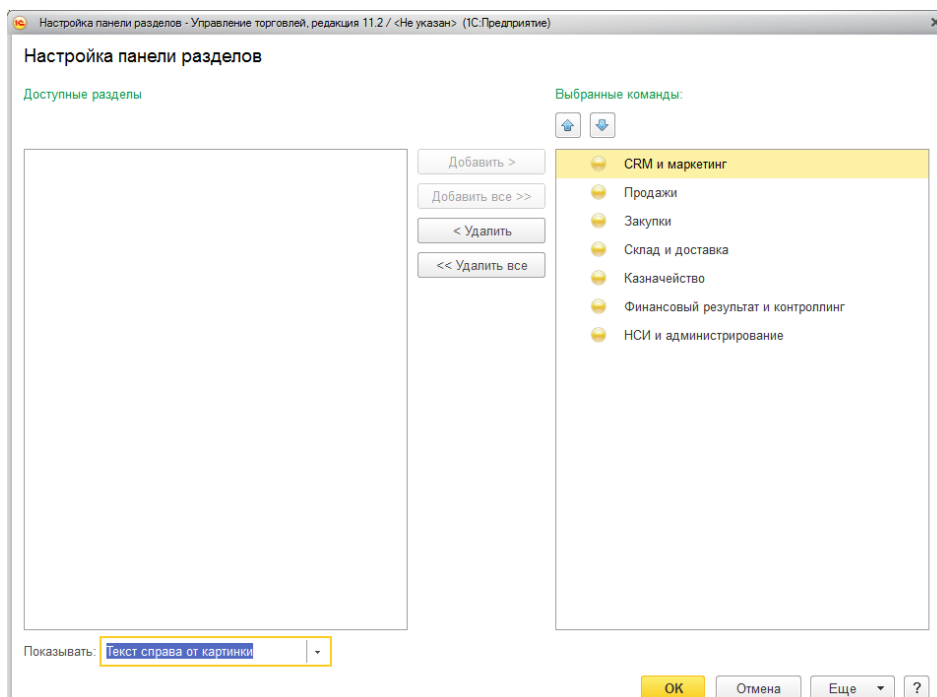 Настройка панели разделов - Управление торговлей, редакция 11.2 / <Не указан> (1С:Предприятие)
Настройка панели разделов
Доступные разделы
Выбранные команды:
Добавить >
Добавить все >>
< Удалить
<< Удалить все
CRM и маркетинг
Продажи
Закупки
Склад и доставка
Казначейство
Финансовый результат и контроллинг
НСИ и администрирование
Показывать: Текст справа от картинки
ОК Отмена Еще ?